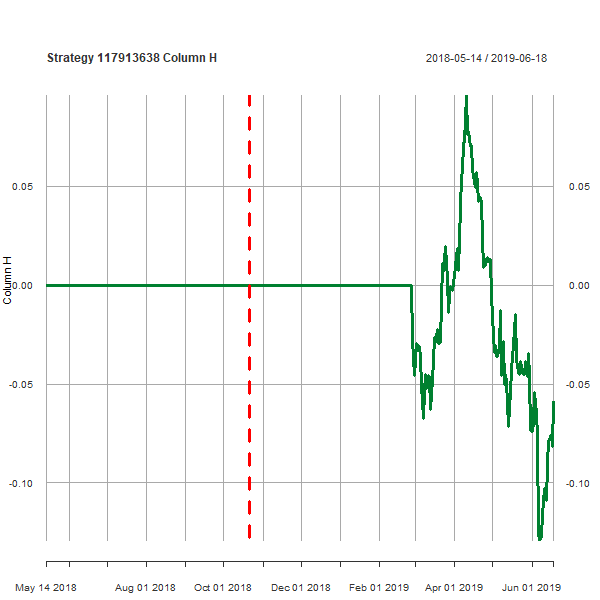 Strategy 117913638 Column H
2018-05-14 / 2019-06-18
0.05 0.05
0.00 0.00
-0.05 -0.05
-0.10 -0.10
Column H
May 14 2018 Aug 01 2018 Oct 01 2018 Dec 01 2018 Feb 01 2019 Apr 01 2019 Jun 01 2019